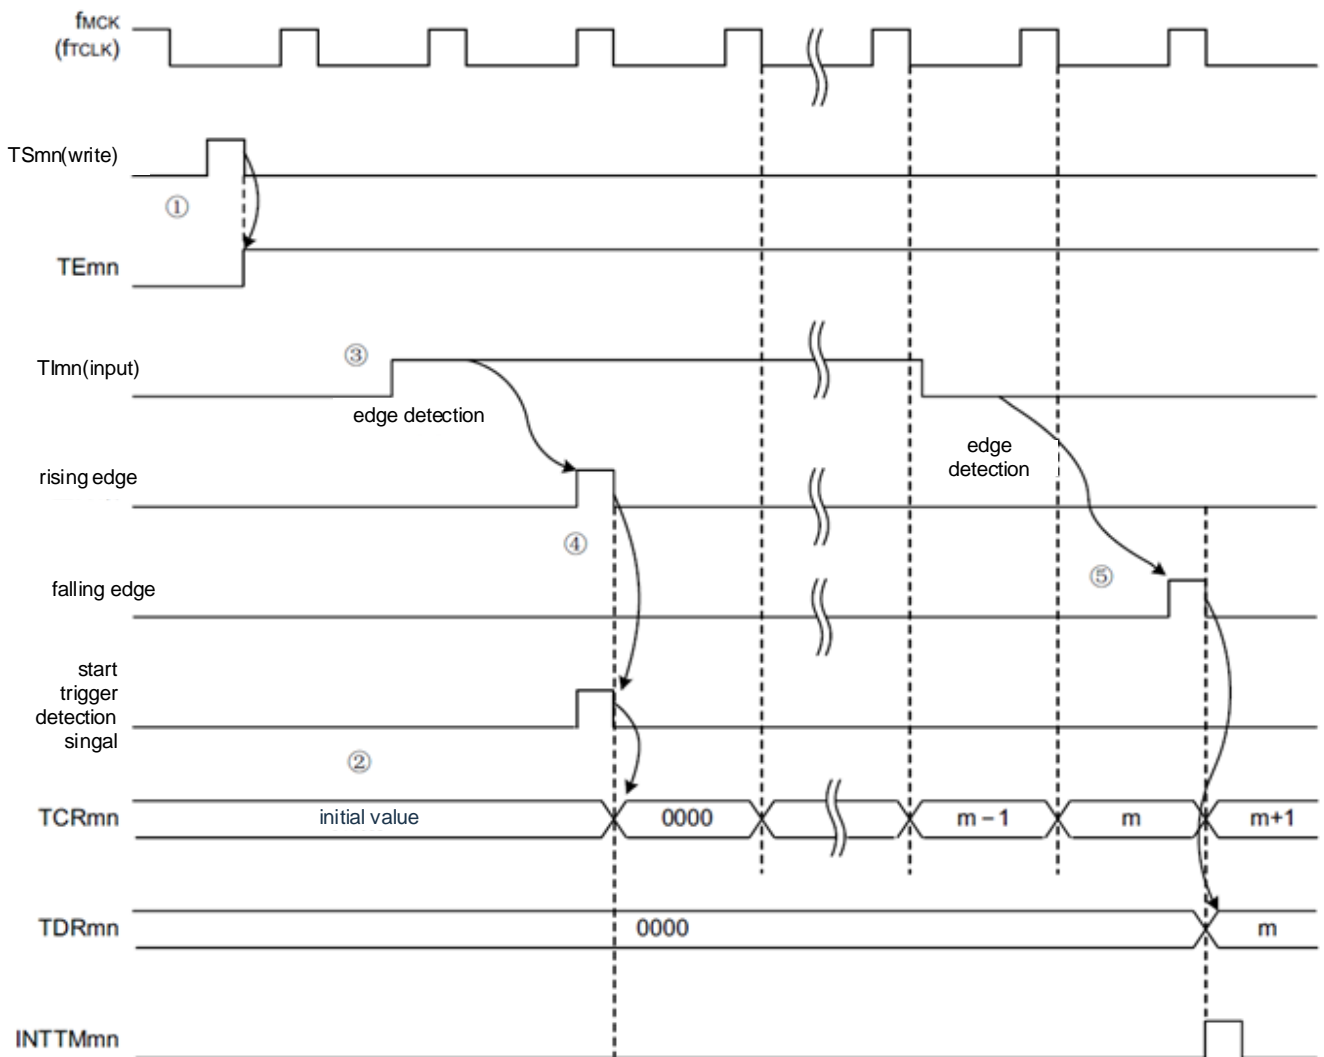 fMCK
(fTCLK)
TSmn(write)
①
TEmn
③
TImn(input)
edge detection
edge
detection
rising edge
④
⑤
falling edge
start
trigger
detection
singal
②
TCRmn
initial value
0000
m – 1
m
m+1
TDRmn
0000
m
INTTMmn